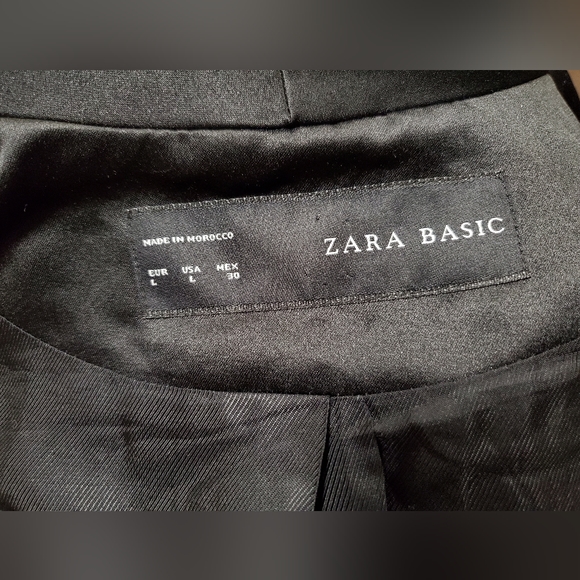 MADE IN MOROCCO
ZARA BASIC
EUR USA MEX
L L 30